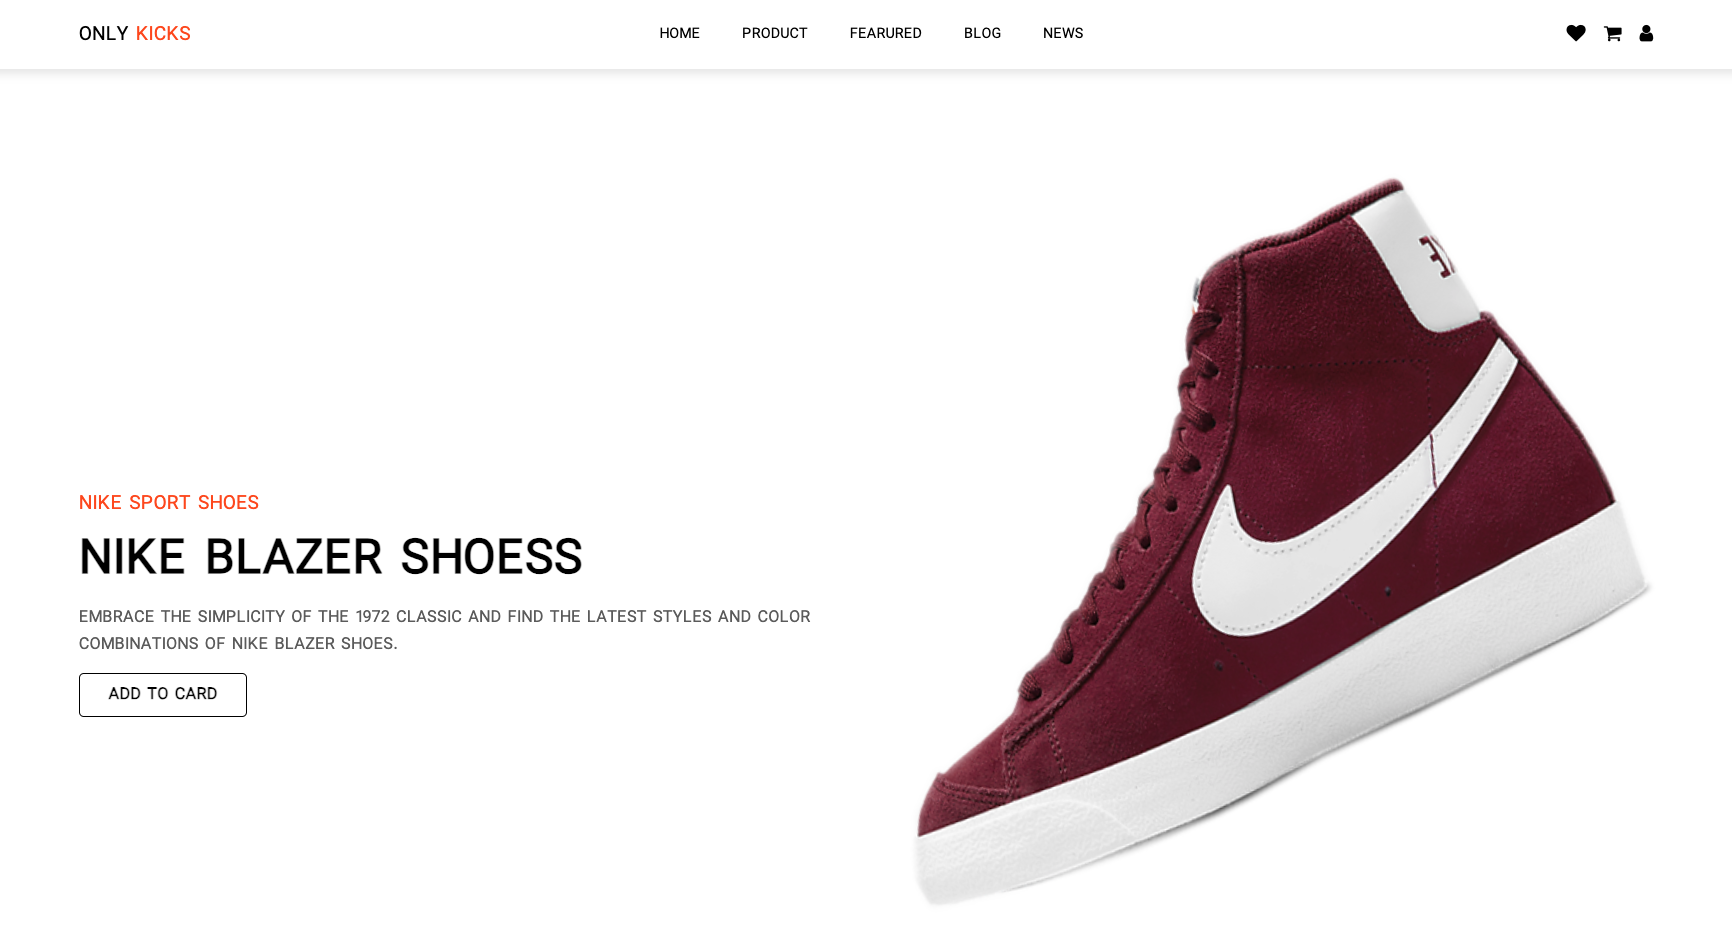 ONLY KICKS
HOME PRODUCT FEARURED BLOG NEWS
NIKE SPORT SHOES
NIKE BLAZER SHOESS
EMBRACE THE SIMPLICITY OF THE 1972 CLASSIC AND FIND THE LATEST STYLES AND COLOR
COMBINATIONS OF NIKE BLAZER SHOES.
ADD TO CARD